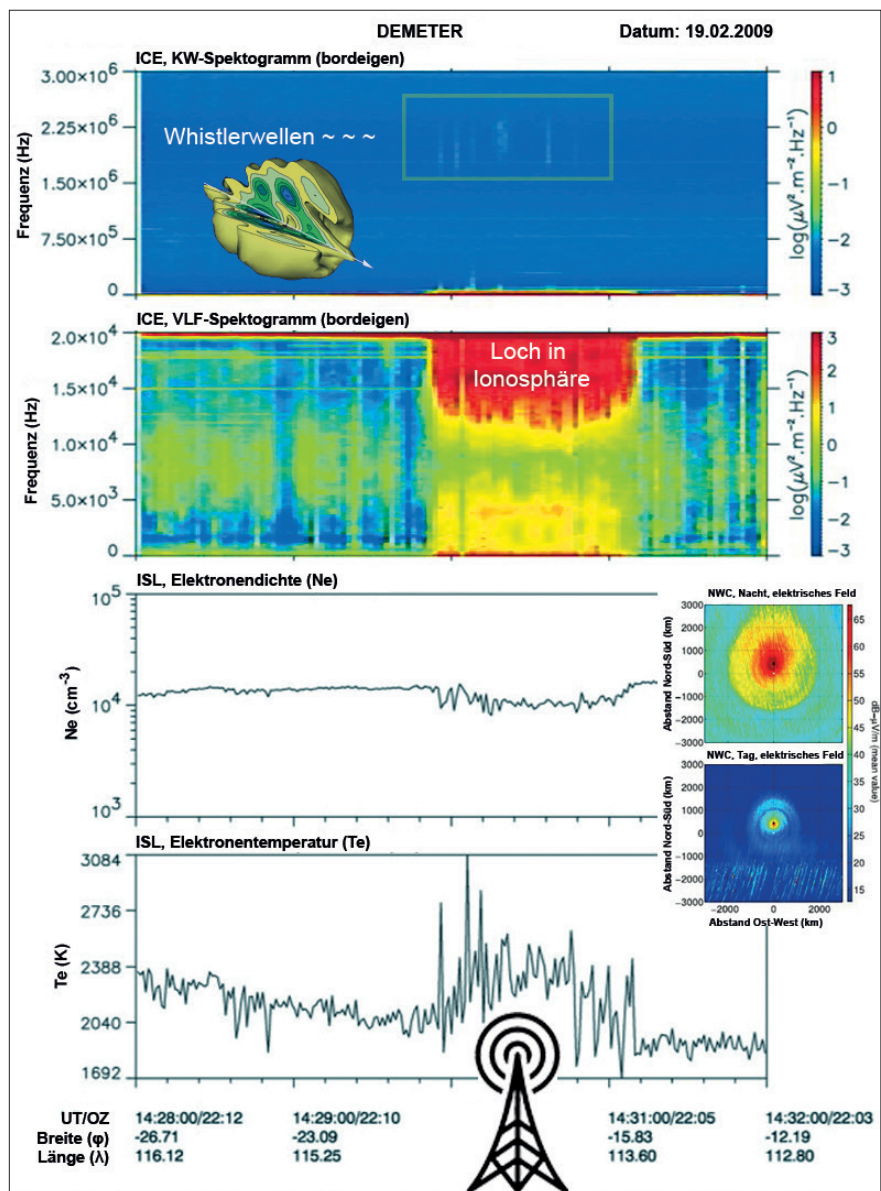 DEMETER Datum: 19.02.2009
ICE, KW-Spektogramm (bordeigen)
Frequenz (Hz)
3.00×10⁶
2.25×10⁶
1.50×10⁶
7.50×10⁵
0
Whistlerwellen ~ ~ ~
1
0
−1
−2
−3
log(μV².m⁻².Hz⁻¹)
ICE, VLF-Spektogramm (bordeigen)
Frequenz (Hz)
2.0×10⁴
1.5×10⁴
1.0×10⁴
5.0×10³
0
Loch in
Ionosphäre
3
2
1
0
−1
−2
−3
log(μV².m⁻².Hz⁻¹)
ISL, Elektronendichte (Ne)
Ne (cm⁻³)
10⁵
10⁴
10³
NWC, Nacht, elektrisches Feld
Abstand Nord-Süd (km)
3000
2000
1000
0
−1000
−2000
−3000
NWC, Tag, elektrisches Feld
Abstand Nord-Süd (km)
3000
2000
1000
0
−1000
−2000
−3000
−2000 0 2000
Abstand Ost-West (km)
65
60
55
50
45
40
35
30
25
20
15
dB−μV/m (mean value)
ISL, Elektronentemperatur (Te)
Te (K)
3084
2736
2388
2040
1692
UT/OZ 14:28:00/22:12 14:29:00/22:10 14:31:00/22:05 14:32:00/22:03
Breite (φ) -26.71 -23.09 -15.83 -12.19
Länge (λ) 116.12 115.25 113.60 112.80